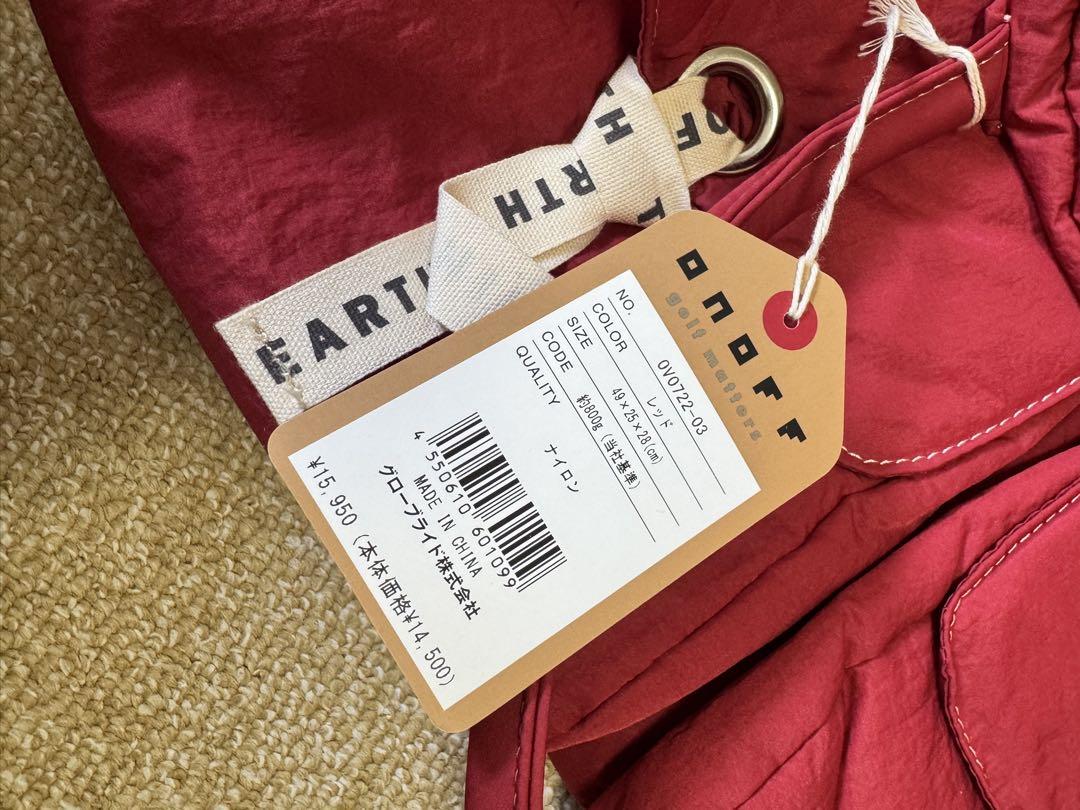 onoff
golf matters
NO. OV0722-03
COLOR レッド
SIZE 49×25×28(cm)
CODE 約800g(当社基準)
QUALITY ナイロン
4 550610 601099
MADE IN CHINA
グローブライド株式会社
¥15,950 (本体価格¥14,500)
EARTH
RTH
TH
OF